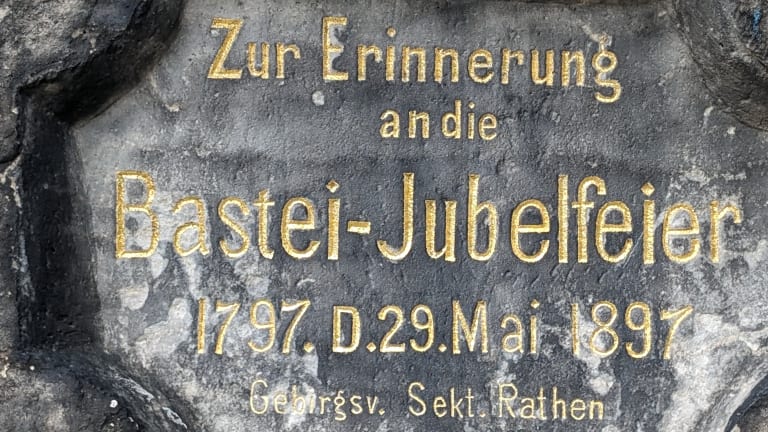 Zur Erinnerung
an die
Bastei-Jubelfeier
1797. D. 29. Mai 1897
Gebirgsv. Sekt. Rathen